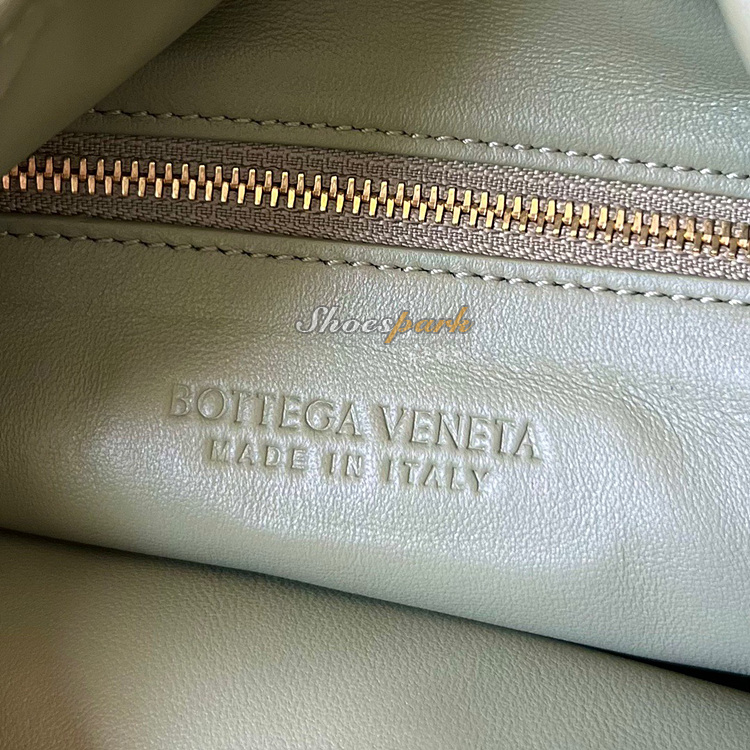 Shoespark
BOTTEGA VENETA
MADE IN ITALY